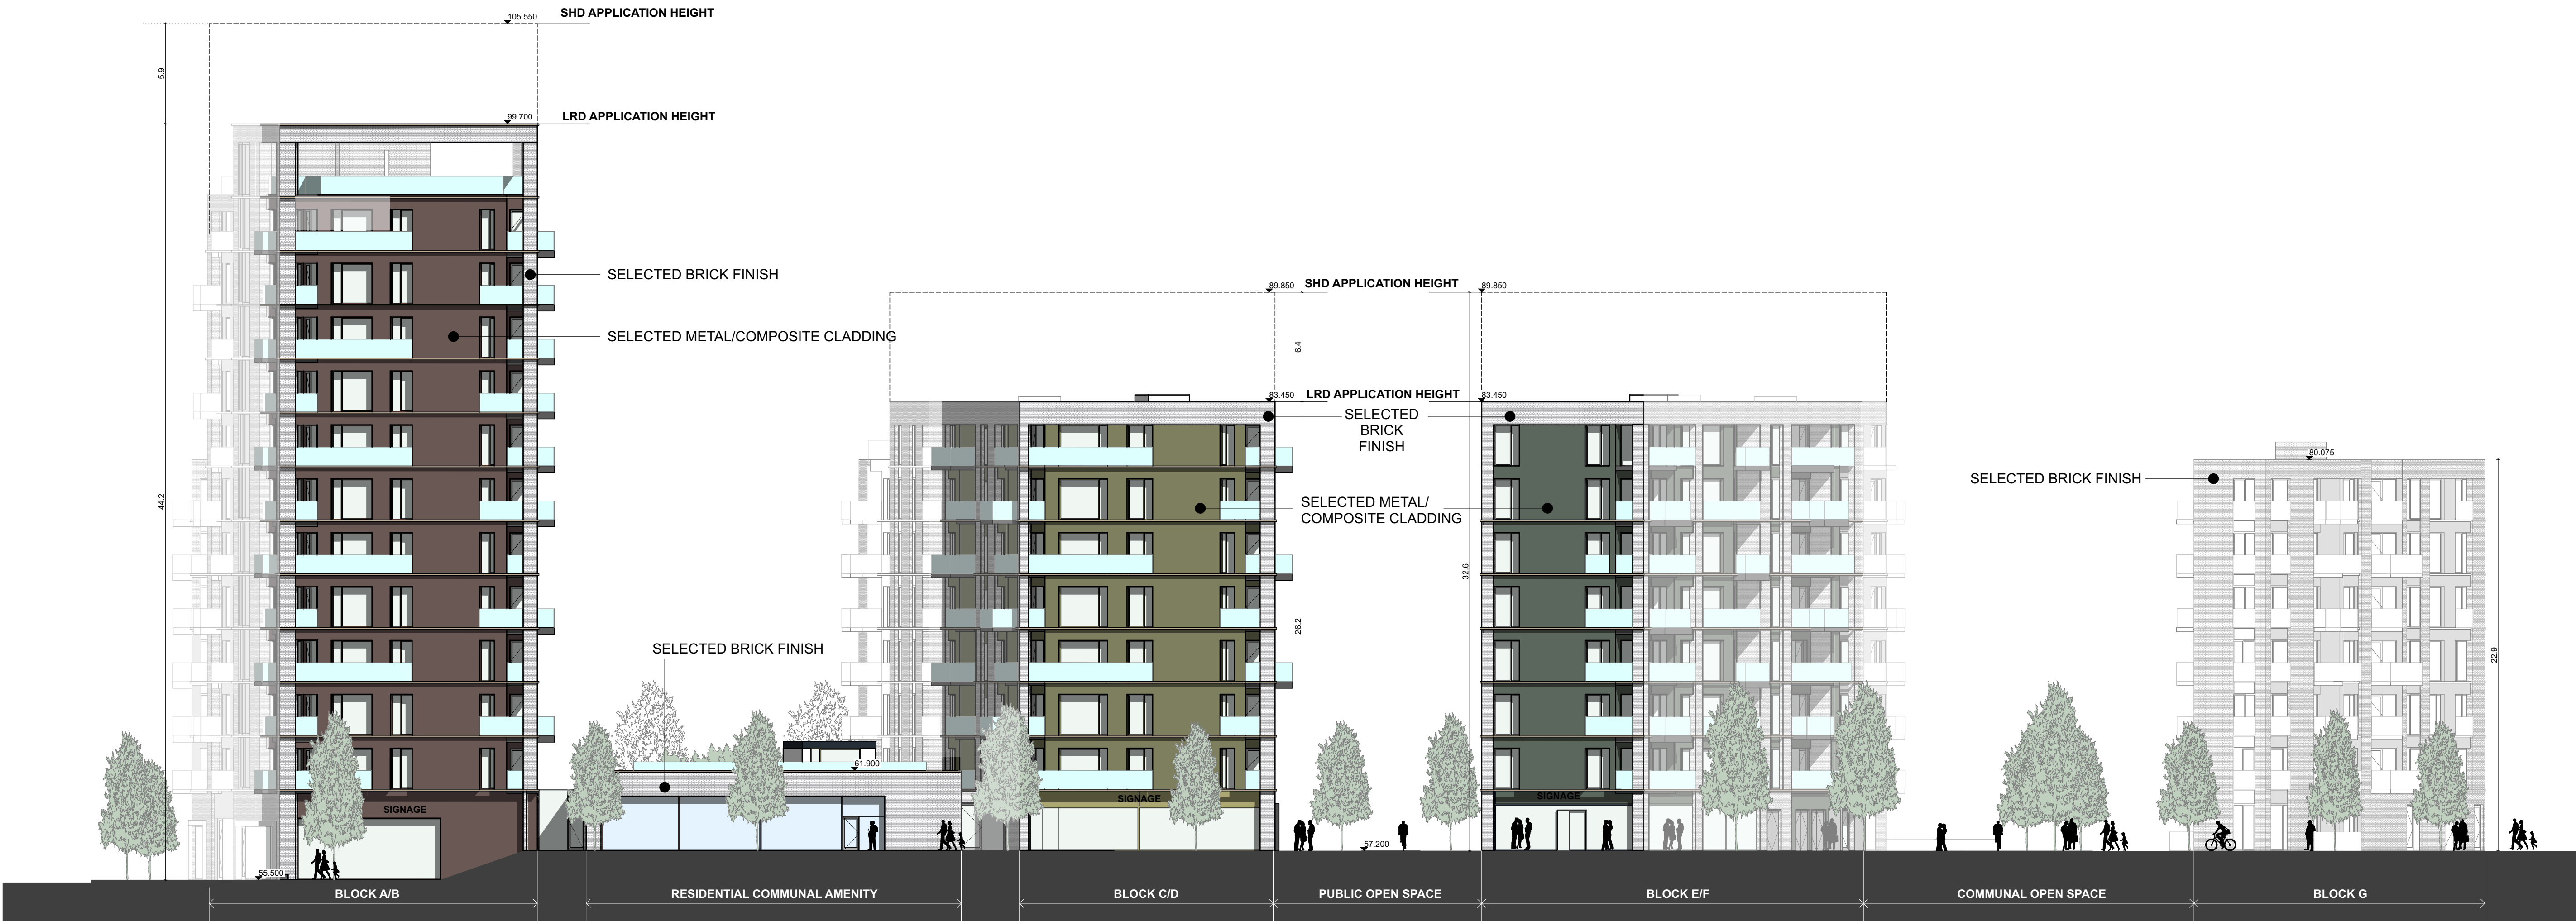 105.550
SHD APPLICATION HEIGHT
5.9
99.700
LRD APPLICATION HEIGHT
SELECTED BRICK FINISH
SELECTED METAL/COMPOSITE CLADDING
44.2
SELECTED BRICK FINISH
61.900
SIGNAGE
55.500
89.850
SHD APPLICATION HEIGHT
89.850
6.4
83.450
LRD APPLICATION HEIGHT
83.450
SELECTED
BRICK
FINISH
SELECTED METAL/
COMPOSITE CLADDING
32.6
26.2
SIGNAGE
SIGNAGE
57.200
SELECTED BRICK FINISH
80.075
22.9
BLOCK A/B
RESIDENTIAL COMMUNAL AMENITY
BLOCK C/D
PUBLIC OPEN SPACE
BLOCK E/F
COMMUNAL OPEN SPACE
BLOCK G